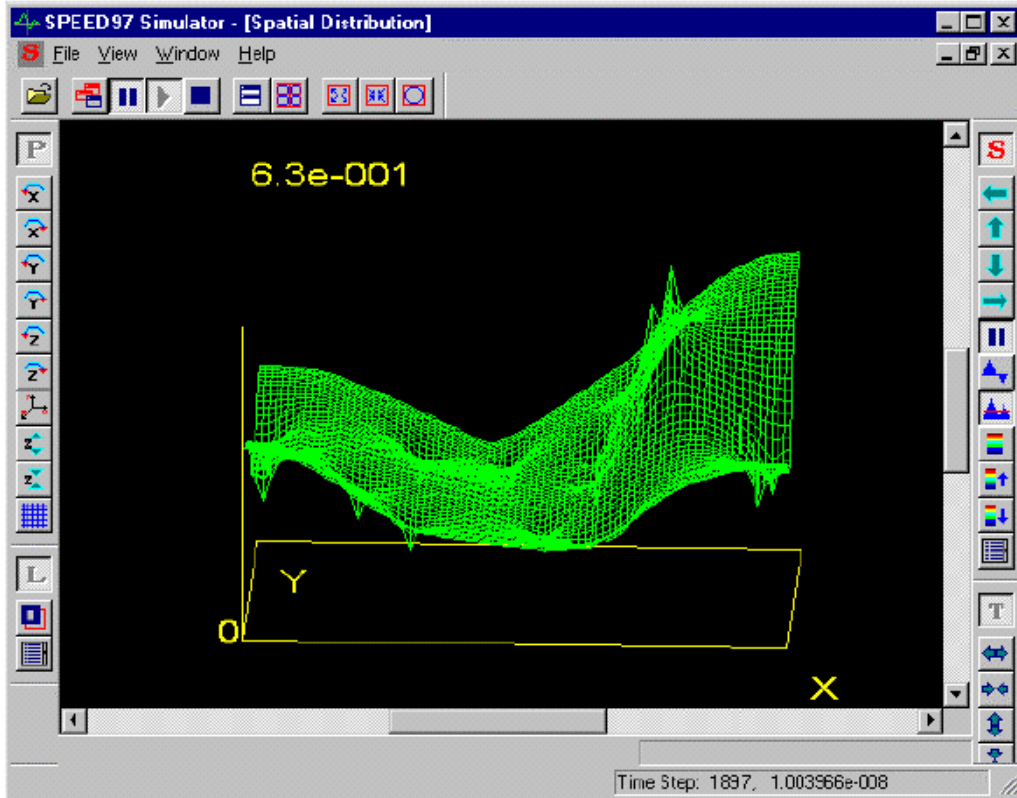 SPEED97 Simulator - [Spatial Distribution]
S File View Window Help
P
S
6.3e-001
X
X
Y
Y
Z
Z
Z
Z
L
Y
T
0
X
Time Step: 1897, 1.003966e-008